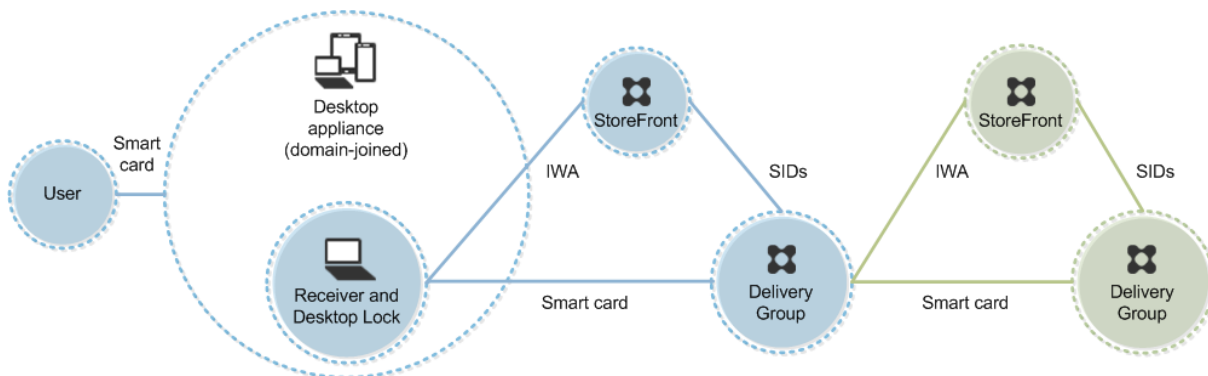 User
Smart
card
Desktop
appliance
(domain-joined)
Receiver and
Desktop Lock
IWA
StoreFront
SIDs
Smart card
Delivery
Group
IWA
StoreFront
SIDs
Smart card
Delivery
Group